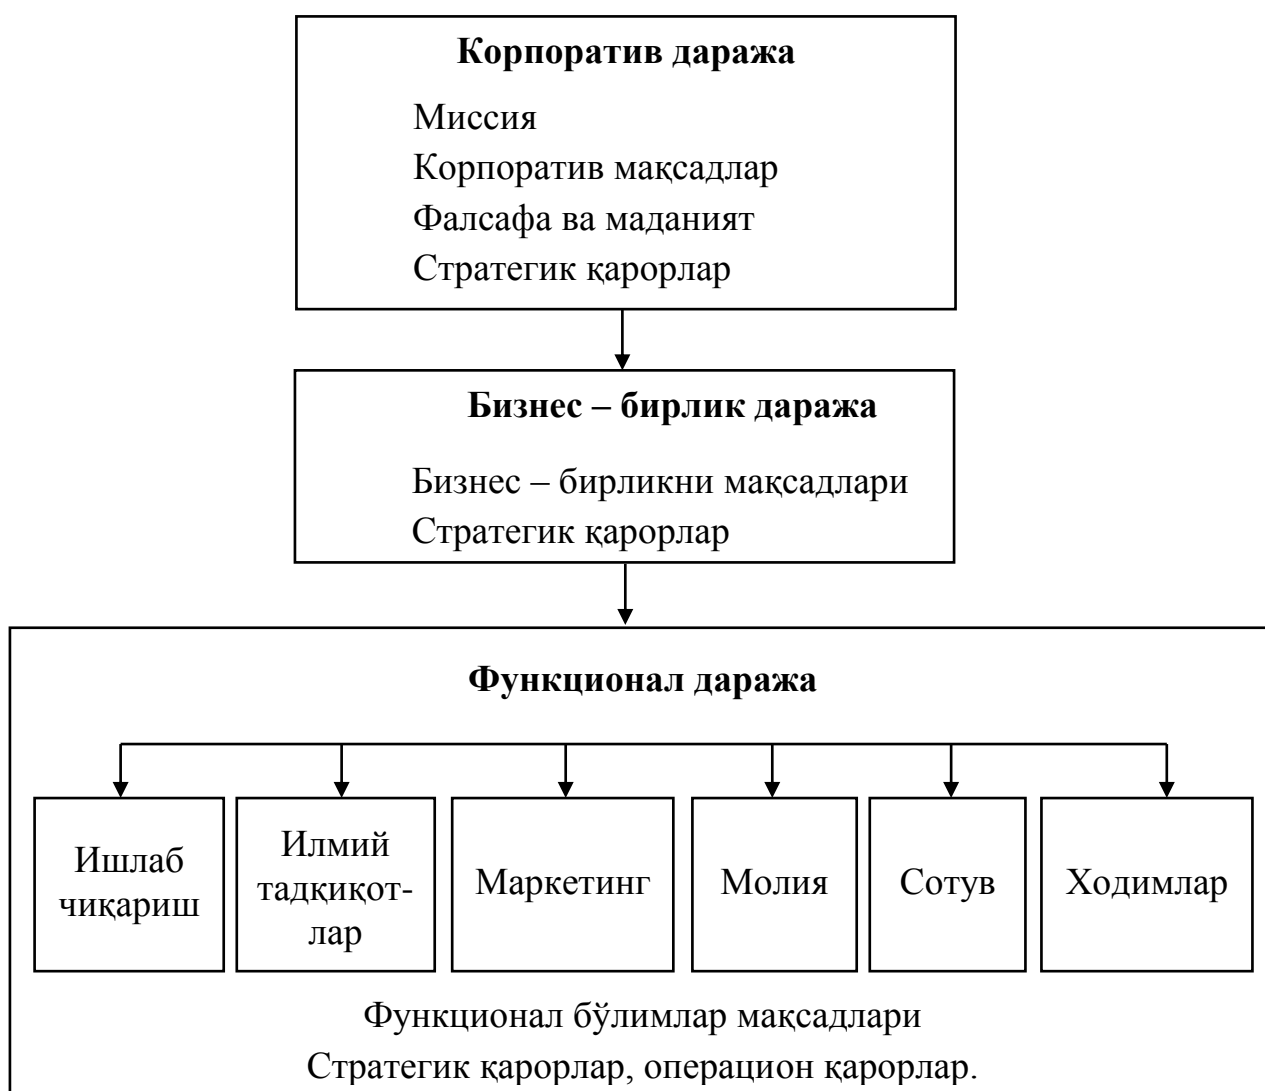 Корпоратив даража
Миссия
Корпоратив мақсадлар
Фалсафа ва маданият
Стратегик қарорлар
Бизнес – бирлик даража
Бизнес – бирликни мақсадлари
Стратегик қарорлар
Функционал даража
Ишлаб
чиқариш
Илмий
тадқиқот-
лар
Маркетинг
Молия
Сотув
Ходимлар
Функционал бўлимлар мақсадлари
Стратегик қарорлар, операцион қарорлар.